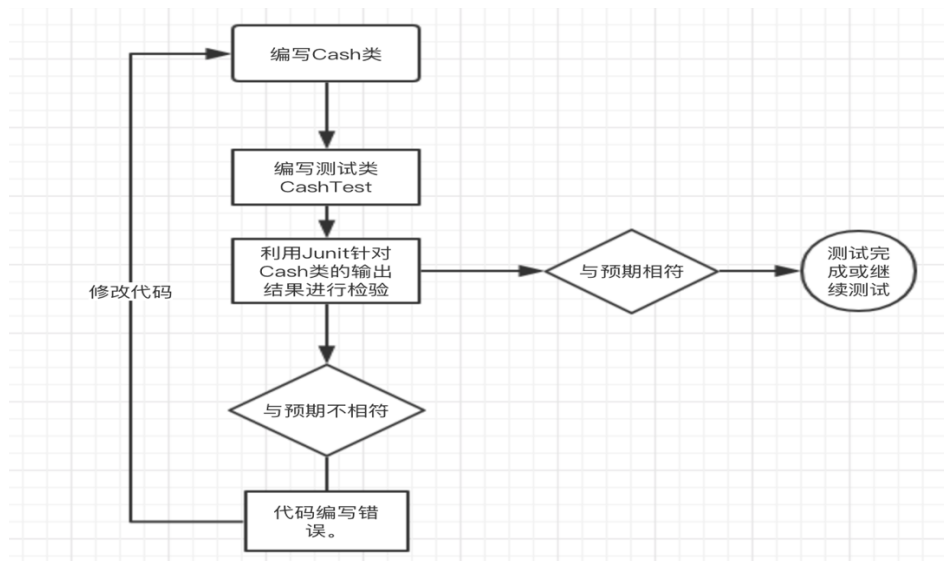 编写Cash类
编写测试类
CashTest
利用Junit针对
Cash类的输出
结果进行检验
与预期相符
测试完
成或继
续测试
修改代码
与预期不相符
代码编写错
误。